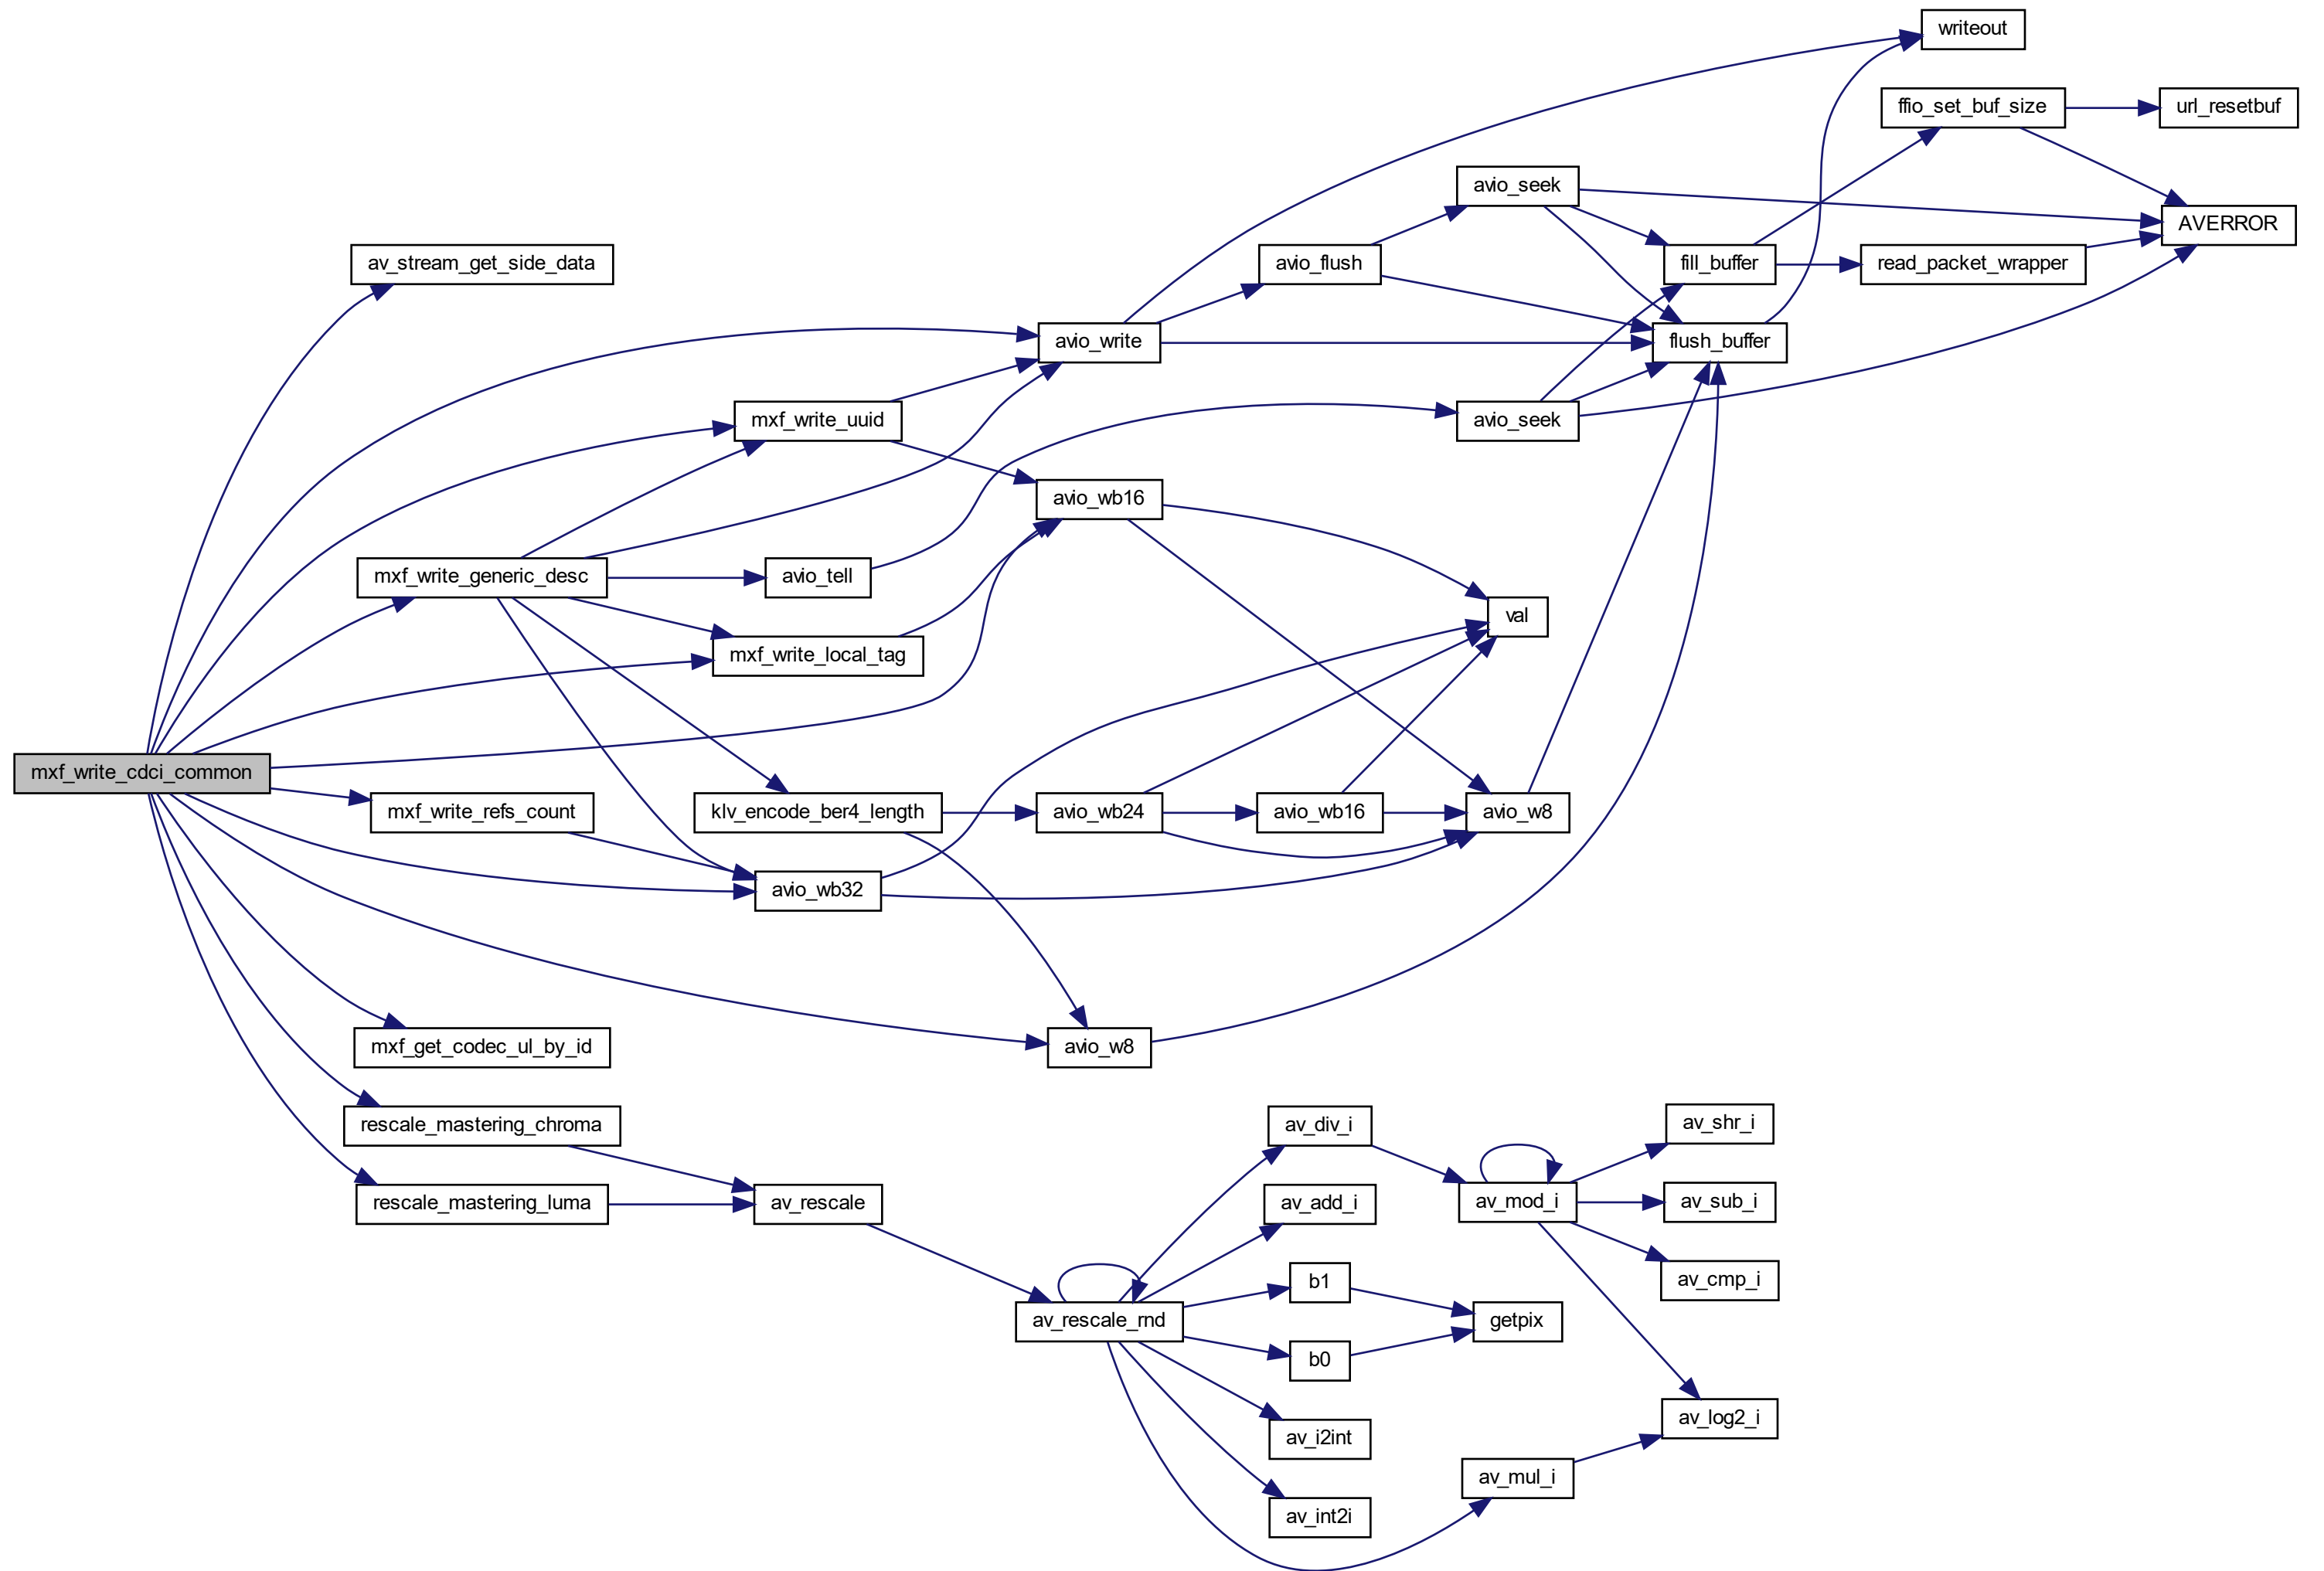 writeout
ffio_set_buf_size
url_resetbuf
avio_seek
AVERROR
av_stream_get_side_data
avio_flush
fill_buffer
read_packet_wrapper
avio_write
flush_buffer
mxf_write_uuid
avio_seek
avio_wb16
mxf_write_generic_desc
avio_tell
val
mxf_write_local_tag
mxf_write_cdci_common
mxf_write_refs_count
klv_encode_ber4_length
avio_wb24
avio_wb16
avio_w8
avio_wb32
mxf_get_codec_ul_by_id
avio_w8
rescale_mastering_chroma
av_div_i
av_shr_i
rescale_mastering_luma
av_rescale
av_add_i
av_mod_i
av_sub_i
b1
av_cmp_i
av_rescale_rnd
getpix
b0
av_i2int
av_log2_i
av_mul_i
av_int2i